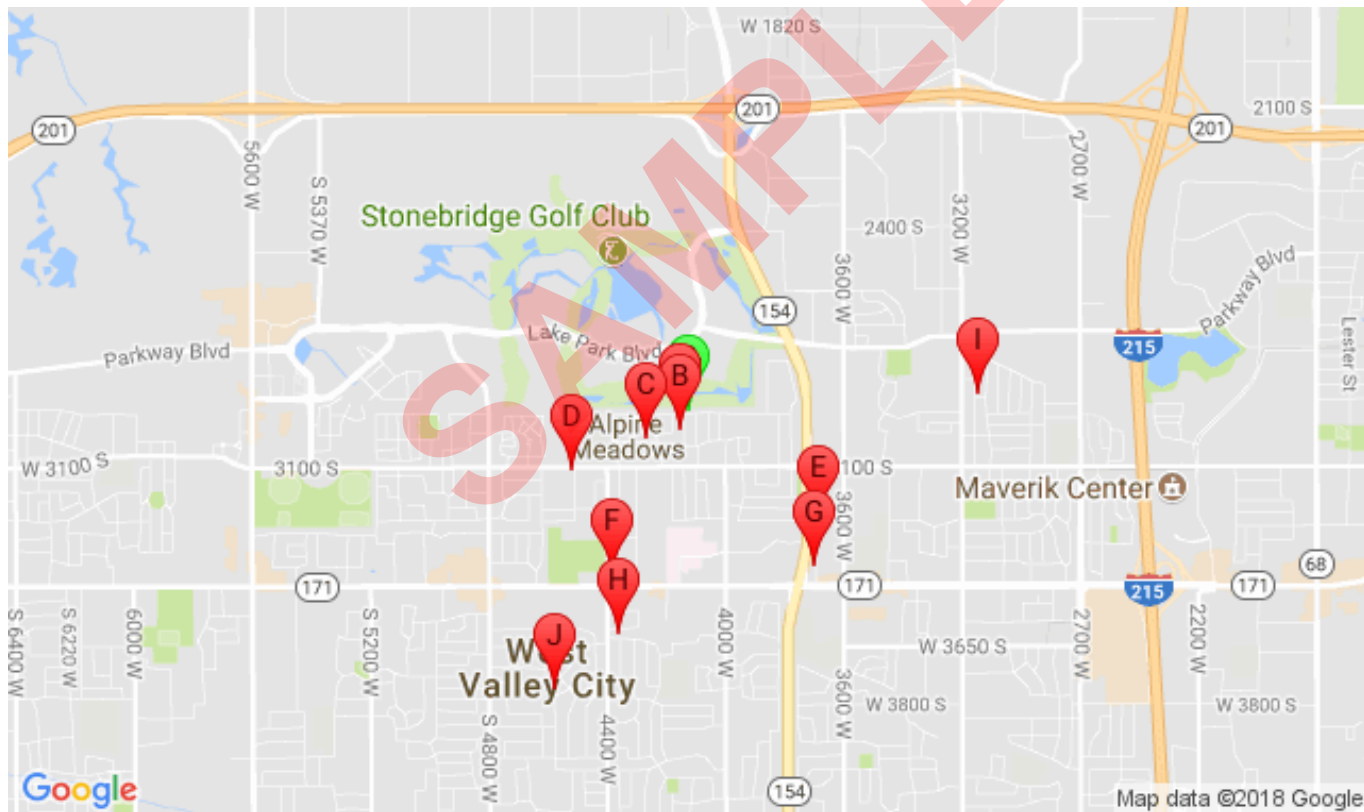 W 1820 S
SAMPLE
201
201
2100 S
201
5600 W
S 5370 W
2700 W
3200 W
Stonebridge Golf Club
2400 S
3600 W
Parkway Blvd
154
Lake Park Blvd
Parkway Blvd
Lester St
I
215
B
C
D
Alpine
Meadows
W 3100 S
3100 S
E
100 S
Maverik Center
G
3600 W
F
68
171
H
171
215
171
S 6400 W
S 6220 W
6000 W
S 5200 W
4000 W
2700 W
2200 W
J
West
Valley City
W 3650 S
S 4800 W
4400 W
3600 W
W 3800 S
W 3800 S
154
Google
Map data ©2018 Google